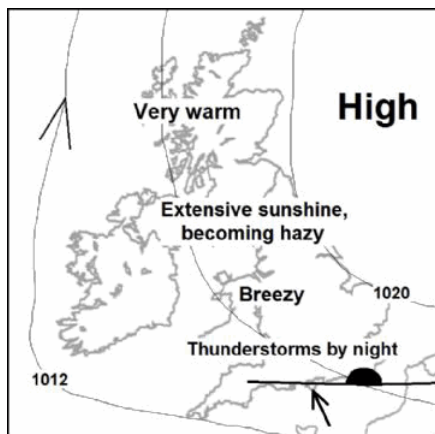 Very warm
High
Extensive sunshine,
becoming hazy
Breezy
1020
Thunderstorms by night
1012